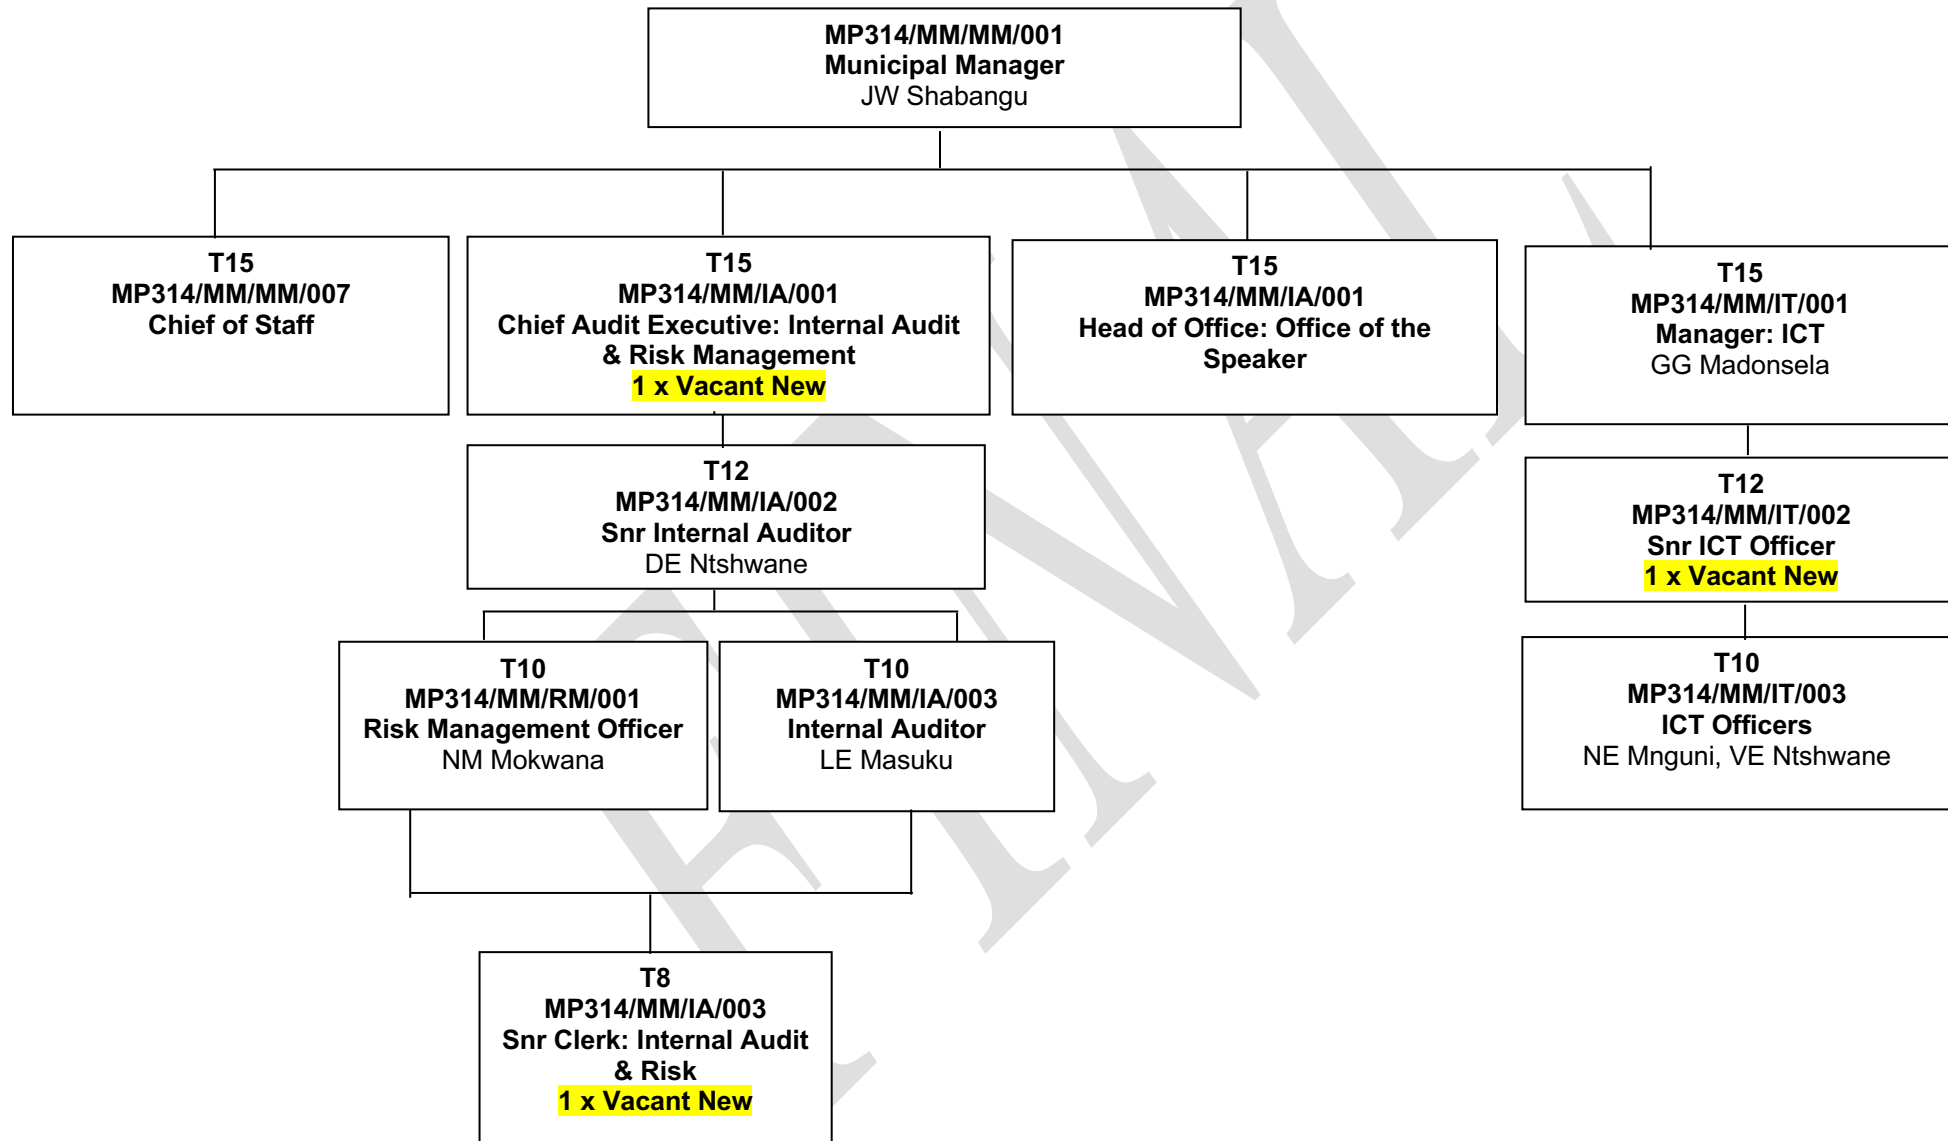 MP314/MM/MM/001
Municipal Manager
JW Shabangu
T15
MP314/MM/MM/007
Chief of Staff
T15
MP314/MM/IA/001
Chief Audit Executive: Internal Audit
& Risk Management
1 x Vacant New
T15
MP314/MM/IA/001
Head of Office: Office of the
Speaker
T15
MP314/MM/IT/001
Manager: ICT
GG Madonsela
T12
MP314/MM/IA/002
Snr Internal Auditor
DE Ntshwane
T12
MP314/MM/IT/002
Snr ICT Officer
1 x Vacant New
T10
MP314/MM/RM/001
Risk Management Officer
NM Mokwana
T10
MP314/MM/IA/003
Internal Auditor
LE Masuku
T10
MP314/MM/IT/003
ICT Officers
NE Mnguni, VE Ntshwane
T8
MP314/MM/IA/003
Snr Clerk: Internal Audit
& Risk
1 x Vacant New
FINAL